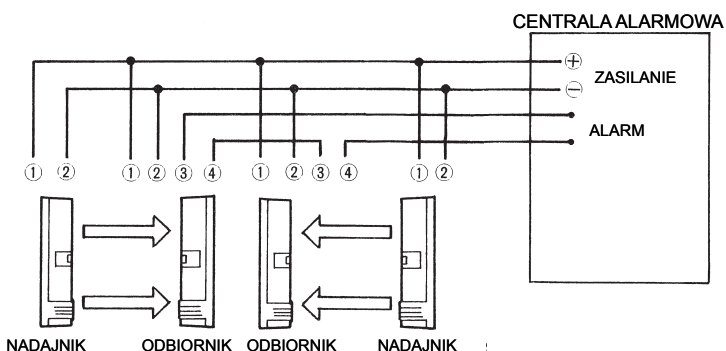 CENTRALA ALARMOWA
+
ZASILANIE
−
ALARM
① ② ① ② ③ ④ ① ② ③ ④ ① ②
NADAJNIK ODBIORNIK ODBIORNIK NADAJNIK